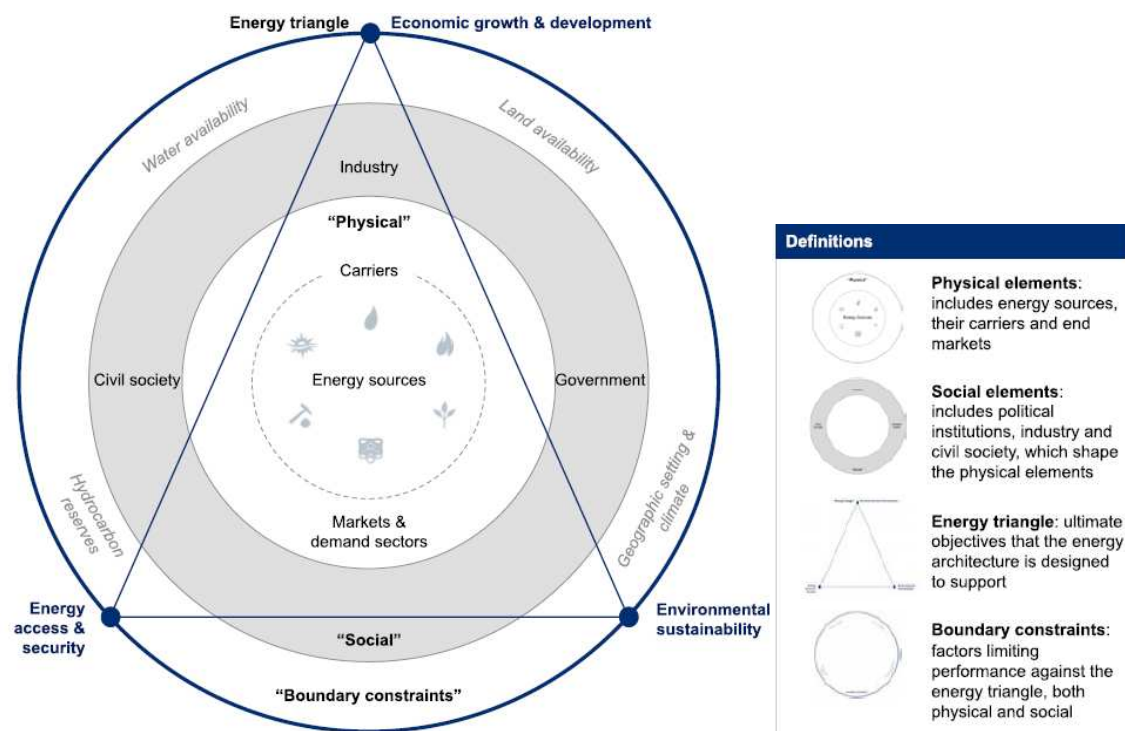 Energy triangle
Economic growth & development
Water availability
Land availability
Industry
"Physical"
Carriers
Civil society
Energy sources
Government
Hydrocarbon
reserves
Geographic setting &
climate
Markets &
demand sectors
Energy
access &
security
Environmental
sustainability
"Social"
"Boundary constraints"
Definitions
Physical elements:
includes energy sources,
their carriers and end
markets
Social elements:
includes political
institutions, industry and
civil society, which shape
the physical elements
Energy triangle: ultimate
objectives that the energy
architecture is designed
to support
Boundary constraints:
factors limiting
performance against the
energy triangle, both
physical and social